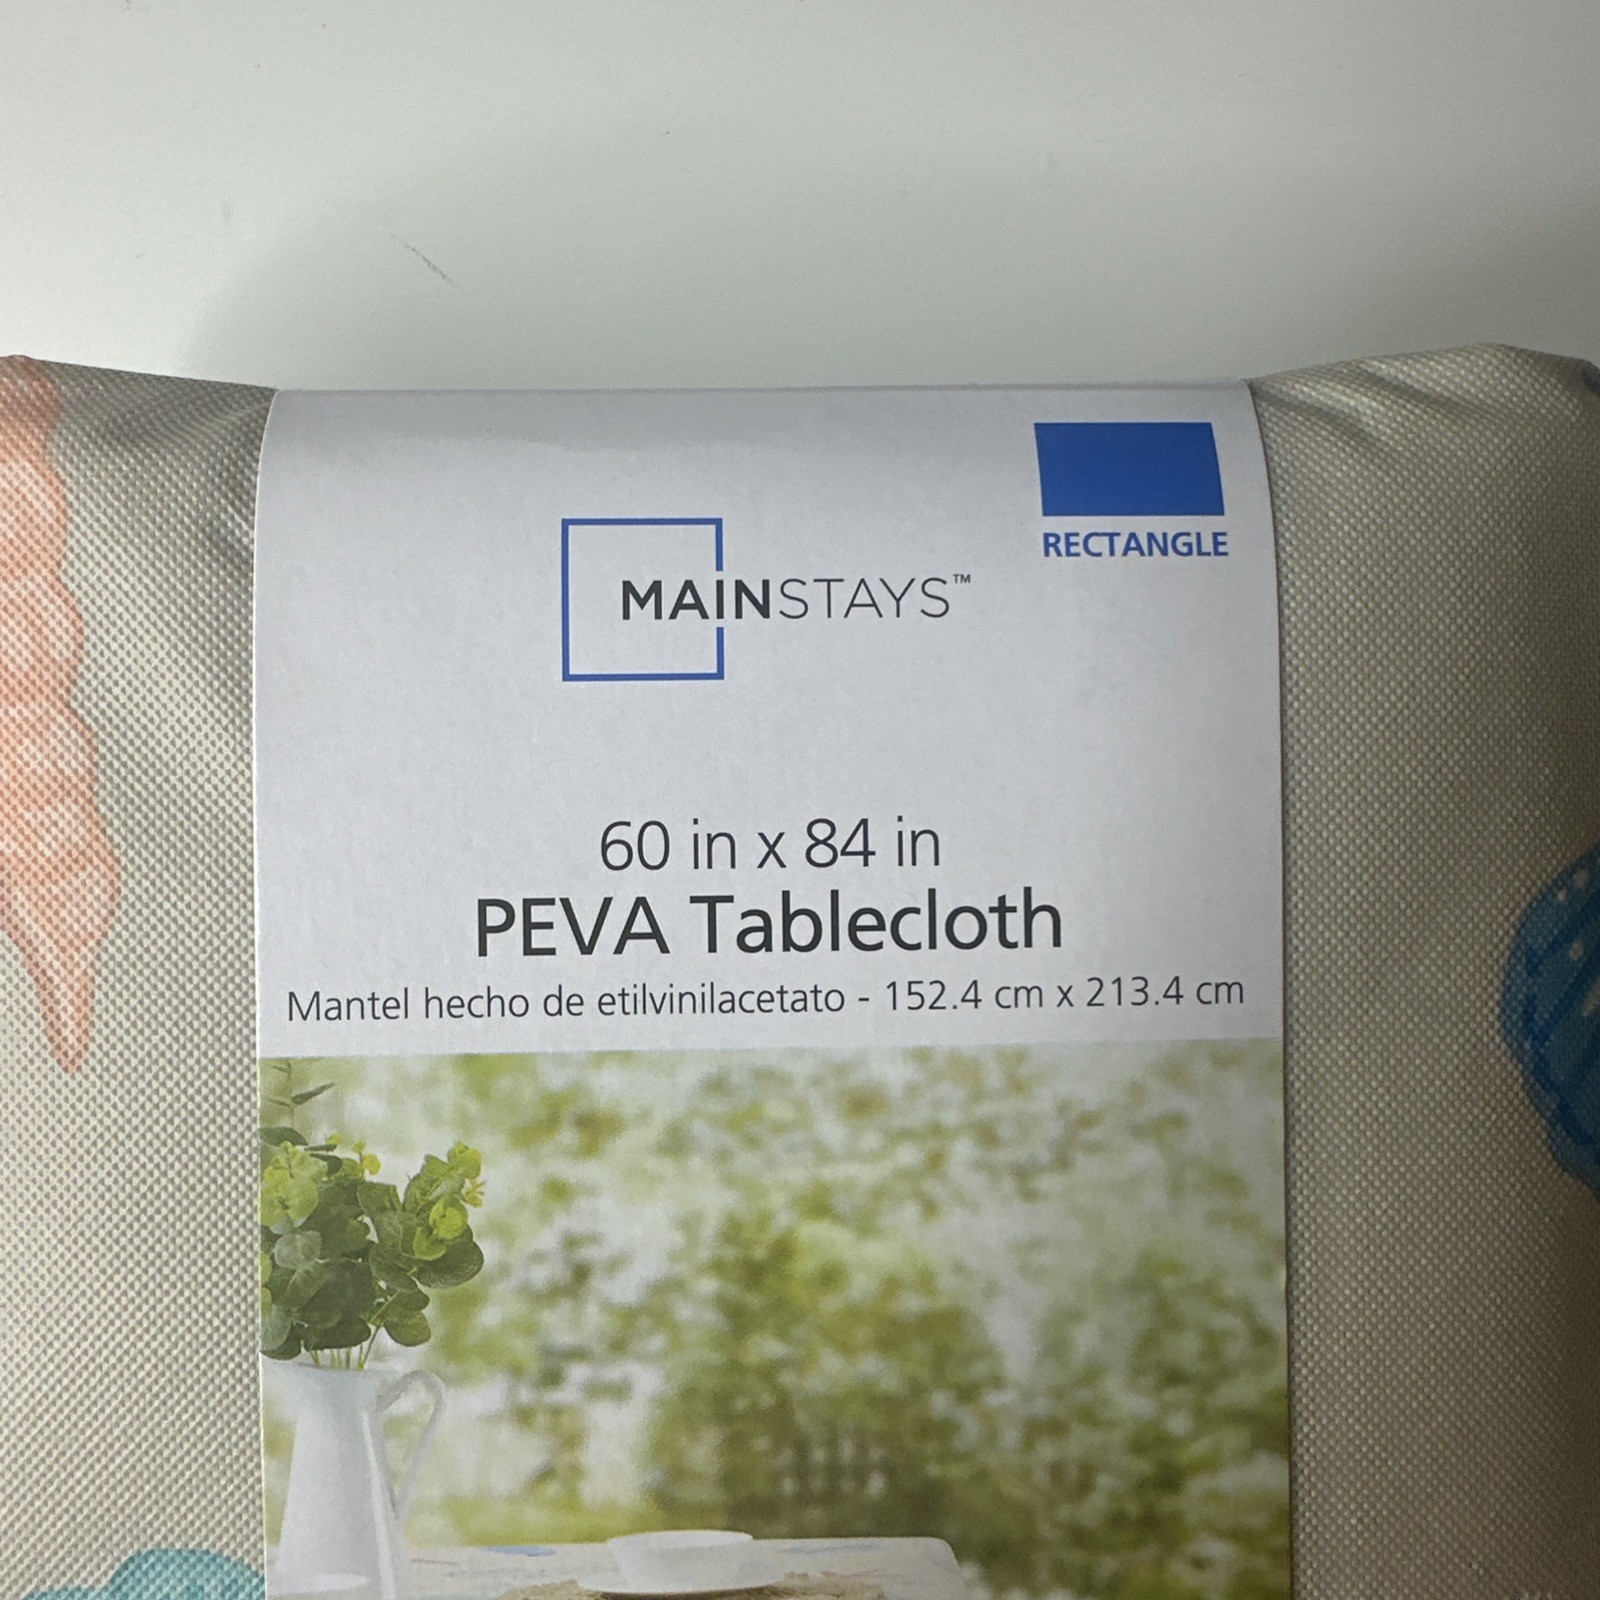 RECTANGLE
MAINSTAYS™
60 in x 84 in
PEVA Tablecloth
Mantel hecho de etilvinilacetato - 152.4 cm x 213.4 cm